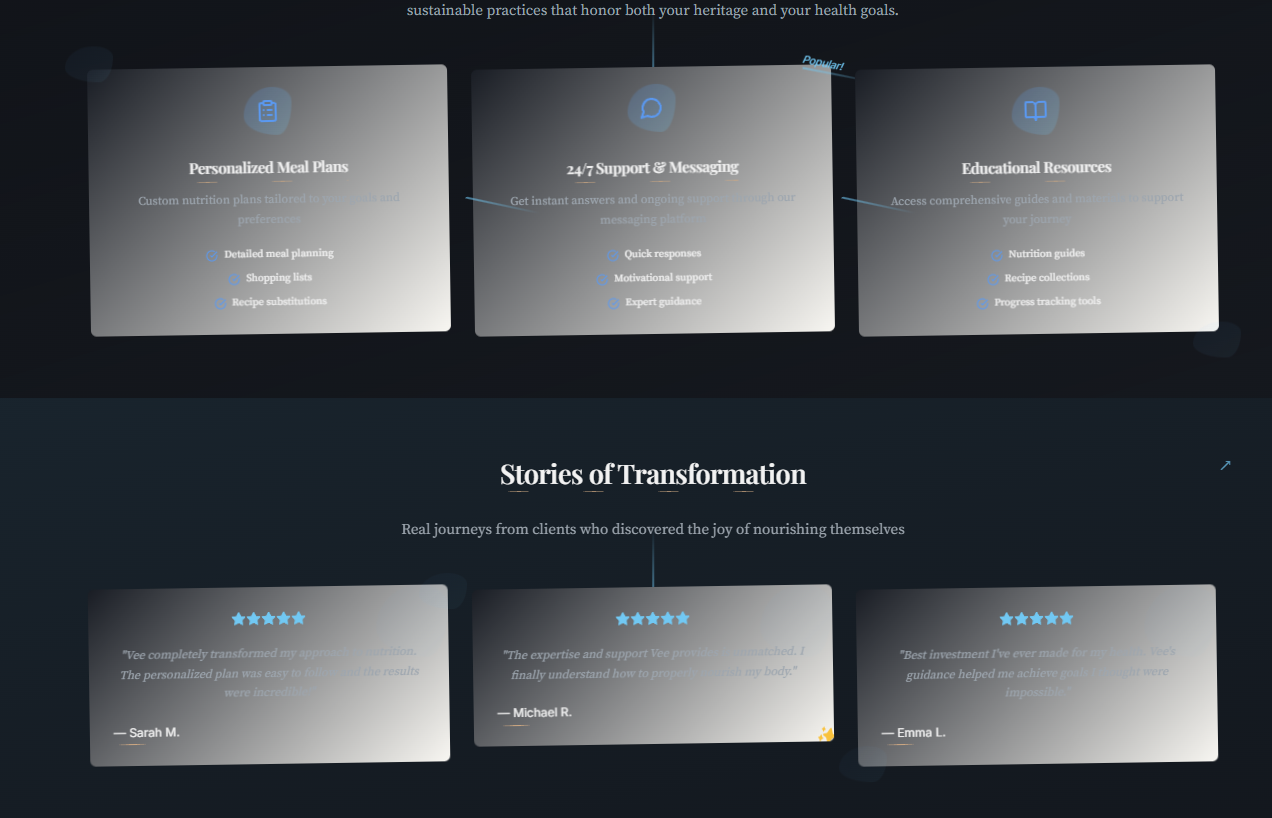 sustainable practices that honor both your heritage and your health goals.
Popular!
Personalized Meal Plans
Custom nutrition plans tailored to your goals and
preferences
24/7 Support & Messaging
Get instant answers and ongoing support through our
messaging platform
Educational Resources
Access comprehensive guides and materials to support
your journey
Detailed meal planning
Shopping lists
Recipe substitutions
Quick responses
Motivational support
Expert guidance
Nutrition guides
Recipe collections
Progress tracking tools
Stories of Transformation
Real journeys from clients who discovered the joy of nourishing themselves
"Vee completely transformed my approach to nutrition.
The personalized plan was easy to follow and the results
were incredible."
— Sarah M.
"The expertise and support Vee provides is unmatched. I
finally understand how to properly nourish my body."
— Michael R.
"Best investment I've ever made for my health. Vee's
guidance helped me achieve goals I thought were
impossible."
— Emma L.